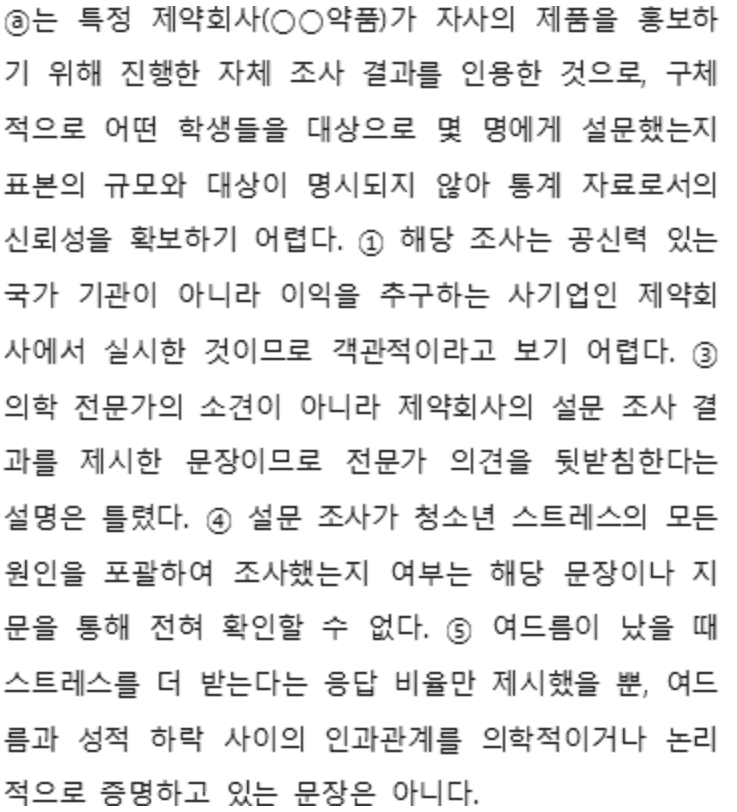 ⓐ는 특정 제약회사(○○약품)가 자사의 제품을 홍보하
기 위해 진행한 자체 조사 결과를 인용한 것으로, 구체
적으로 어떤 학생들을 대상으로 몇 명에게 설문했는지
표본의 규모와 대상이 명시되지 않아 통계 자료로서의
신뢰성을 확보하기 어렵다. ① 해당 조사는 공신력 있는
국가 기관이 아니라 이익을 추구하는 사기업인 제약회
사에서 실시한 것이므로 객관적이라고 보기 어렵다. ③
의학 전문가의 소견이 아니라 제약회사의 설문 조사 결
과를 제시한 문장이므로 전문가 의견을 뒷받침한다는
설명은 틀렸다. ④ 설문 조사가 청소년 스트레스의 모든
원인을 포괄하여 조사했는지 여부는 해당 문장이나 지
문을 통해 전혀 확인할 수 없다. ⑤ 여드름이 났을 때
스트레스를 더 받는다는 응답 비율만 제시했을 뿐, 여드
름과 성적 하락 사이의 인과관계를 의학적이거나 논리
적으로 증명하고 있는 문장은 아니다.